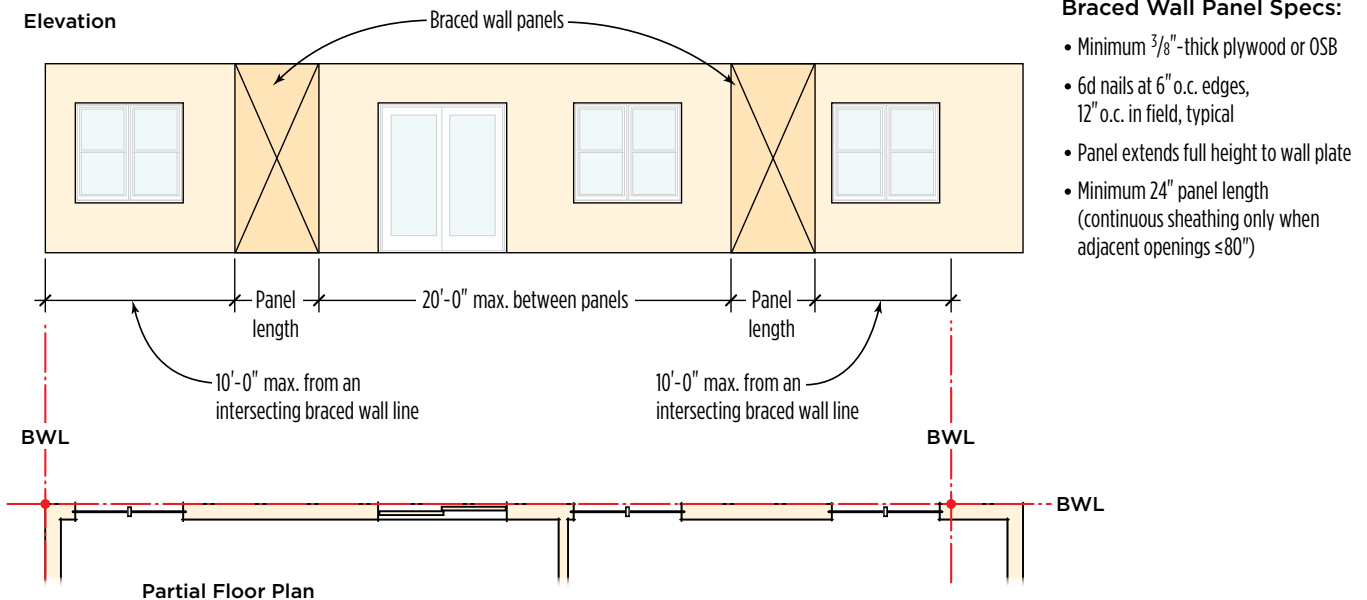 Elevation
Braced wall panels
Braced Wall Panel Specs:
• Minimum 3/8"-thick plywood or OSB
• 6d nails at 6" o.c. edges,
12" o.c. in field, typical
• Panel extends full height to wall plate
• Minimum 24" panel length
(continuous sheathing only when
adjacent openings ≤80")
Panel
length
20'-0" max. between panels
Panel
length
10'-0" max. from an
intersecting braced wall line
10'-0" max. from an
intersecting braced wall line
BWL
BWL
BWL
Partial Floor Plan